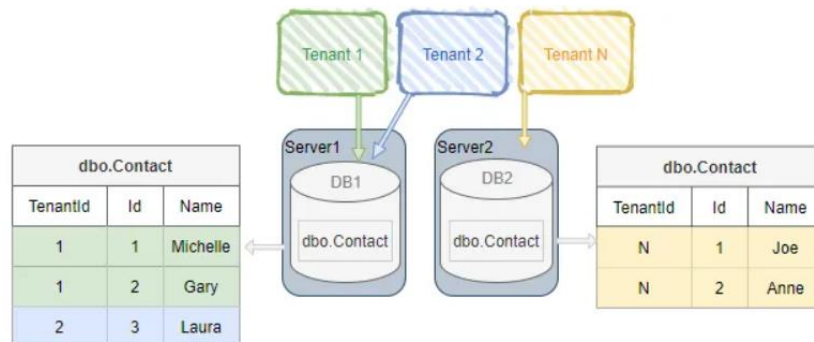 Tenant 1 Tenant 2 Tenant N
Server1 Server2
DB1 DB2
dbo.Contact dbo.Contact
dbo.Contact
TenantId Id Name
1 1 Michelle
1 2 Gary
2 3 Laura
dbo.Contact
TenantId Id Name
N 1 Joe
N 2 Anne